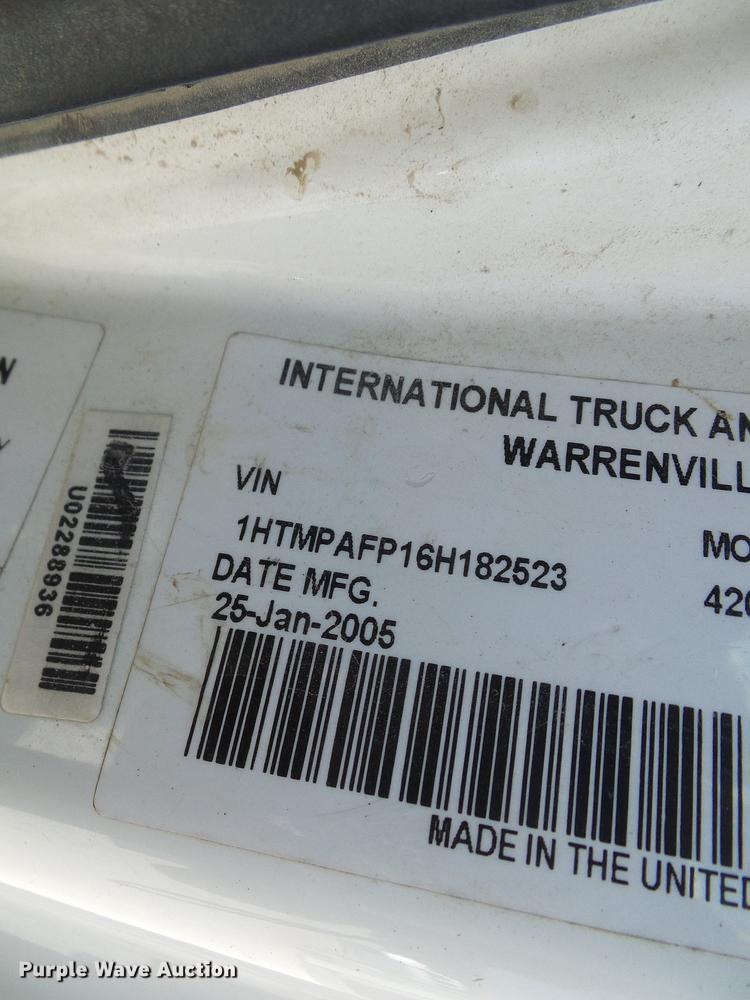 N
U02288936
INTERNATIONAL TRUCK AN
WARRENVILL
VIN
1HTMPAFP16H182523
MO
DATE MFG.
420
25-Jan-2005
MADE IN THE UNITED
Purple Wave Auction